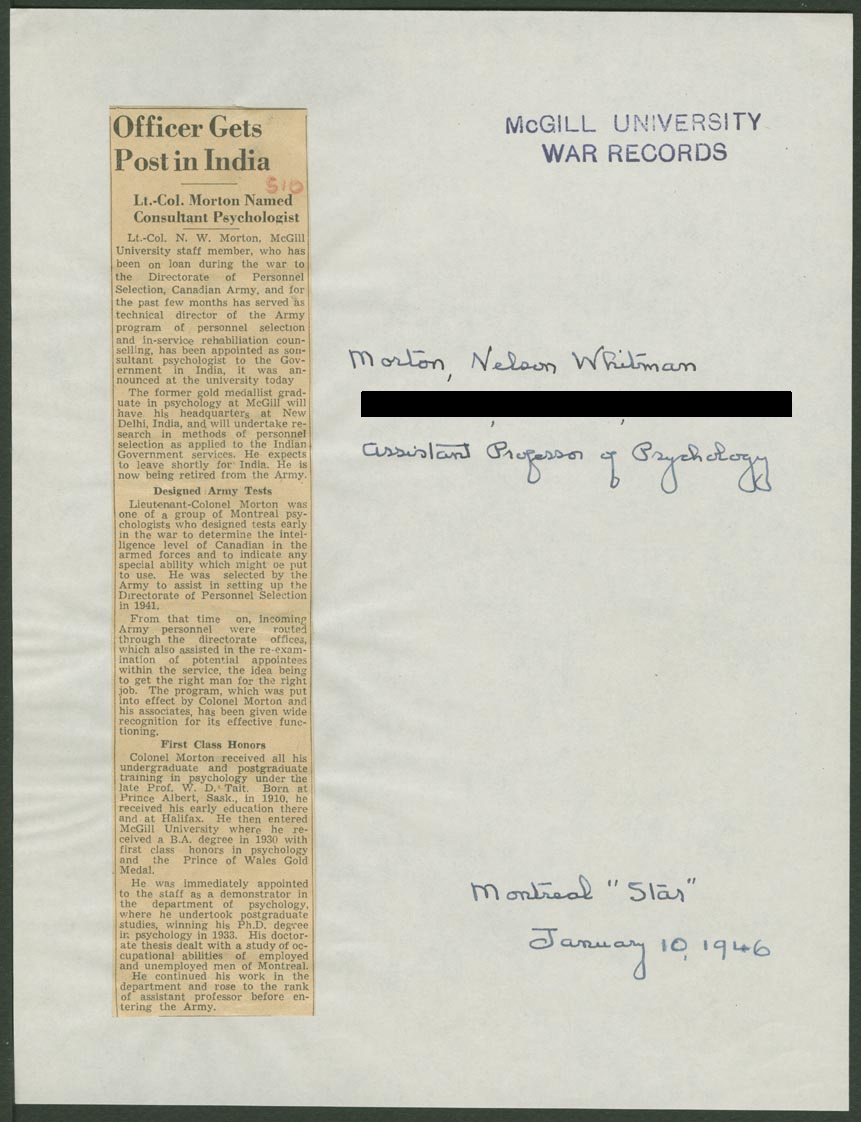 Officer Gets
Post in India
510
Lt.-Col. Morton Named
Consultant Psychologist
Lt.-Col. N. W. Morton, McGill
University staff member, who has
been on loan during the war to
the Directorate of Personnel
Selection, Canadian Army, and for
the past few months has served as
technical director of the Army
program of personnel selection
and in-service rehabiliation coun-
selling, has been appointed as son-
sultant psychologist to the Gov-
ernment in India, it was an-
nounced at the university today
The former gold medallist grad-
uate in psychology at McGill will
have his headquarters at New
Delhi, India, and will undertake re-
search in methods of personnel
selection as applied to the Indian
Government services. He expects
to leave shortly for India. He is
now being retired from the Army.
Designed Army Tests
Lieutenant-Colonel Morton was
one of a group of Montreal psy-
chologists who designed tests early
in the war to determine the intel-
ligence level of Canadian in the
armed forces and to indicate any
special ability which might be put
to use. He was selected by the
Army to assist in setting up the
Directorate of Personnel Selection
in 1941.
From that time on, incoming
Army personnel were routed
through the directorate offices,
which also assisted in the re-exam-
ination of potential appointees
within the service, the idea being
to get the right man for the right
job. The program, which was put
into effect by Colonel Morton and
his associates, has been given wide
recognition for its effective func-
tioning.
First Class Honors
Colonel Morton received all his
undergraduate and postgraduate
training in psychology under the
late Prof. W. D. Tait. Born at
Prince Albert, Sask., in 1910, he
received his early education there
and at Halifax. He then entered
McGill University where he re-
ceived a B.A. degree in 1930 with
first class honors in psychology
and the Prince of Wales Gold
Medal.
He was immediately appointed
to the staff as a demonstrator in
the department of psychology,
where he undertook postgraduate
studies, winning his Ph.D. degree
in psychology in 1933. His doctor-
ate thesis dealt with a study of oc-
cupational abilities of employed
and unemployed men of Montreal.
He continued his work in the
department and rose to the rank
of assistant professor before en-
tering the Army.
McGILL UNIVERSITY
WAR RECORDS
Morton, Nelson Whitman
Assistant Professor of Psychology
Montreal "Star"
January 10, 1946